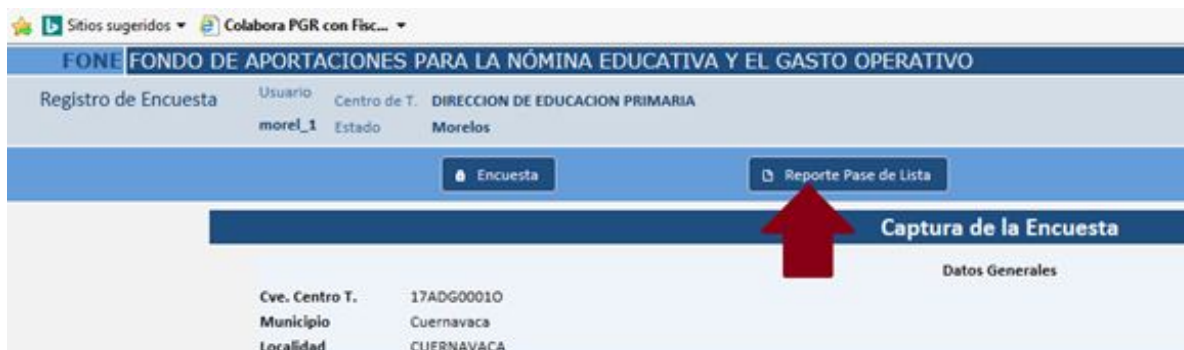 Sitios sugeridos Colabora PGR con Fisc...
FONE FONDO DE APORTACIONES PARA LA NÓMINA EDUCATIVA Y EL GASTO OPERATIVO
Registro de Encuesta Usuario Centro de T. DIRECCION DE EDUCACION PRIMARIA
morel_1 Estado Morelos
Encuesta Reporte Pase de Lista
Captura de la Encuesta
Datos Generales
Cve. Centro T. 17ADG0001O
Municipio Cuernavaca
Localidad CUERNAVACA